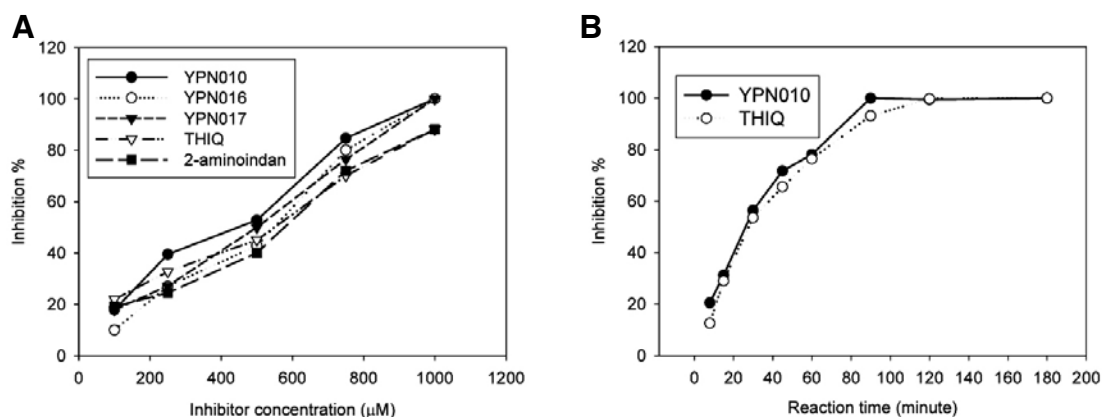 A
120
100
80
60
40
20
0
Inhibition %
YPN010
YPN016
YPN017
THIQ
2-aminoindan
0 200 400 600 800 1000 1200
Inhibitor concentration (μM)
B
120
100
80
60
40
20
0
Inhibition %
YPN010
THIQ
0 20 40 60 80 100 120 140 160 180 200
Reaction time (minute)